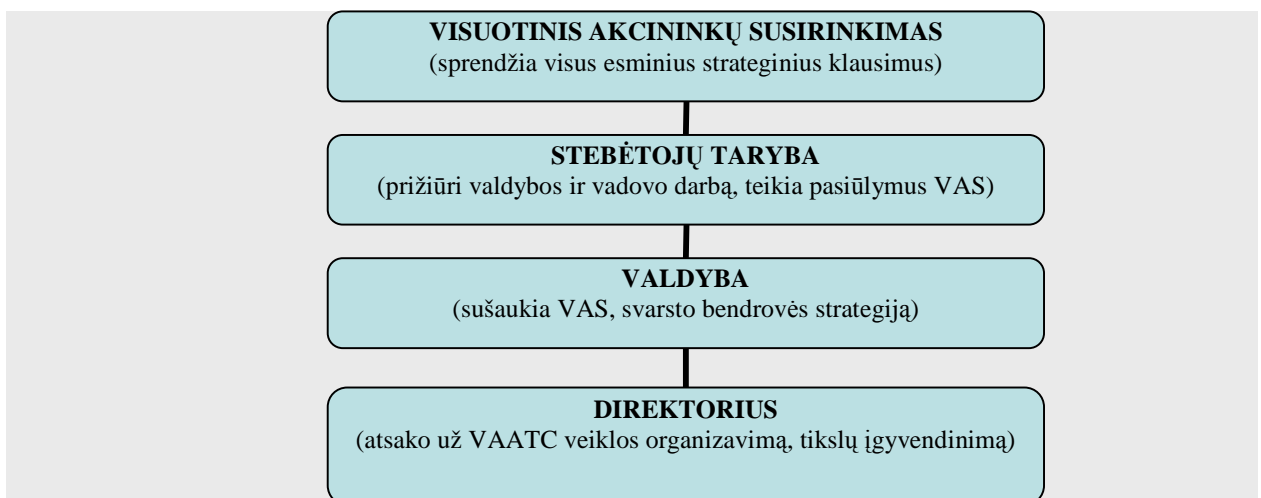 VISUOTINIS AKCININKŲ SUSIRINKIMAS
(sprendžia visus esminius strateginius klausimus)
STEBĖTOJŲ TARYBA
(prižiūri valdybos ir vadovo darbą, teikia pasiūlymus VAS)
VALDYBA
(sušaukia VAS, svarsto bendrovės strategiją)
DIREKTORIUS
(atsako už VAATC veiklos organizavimą, tikslų įgyvendinimą)